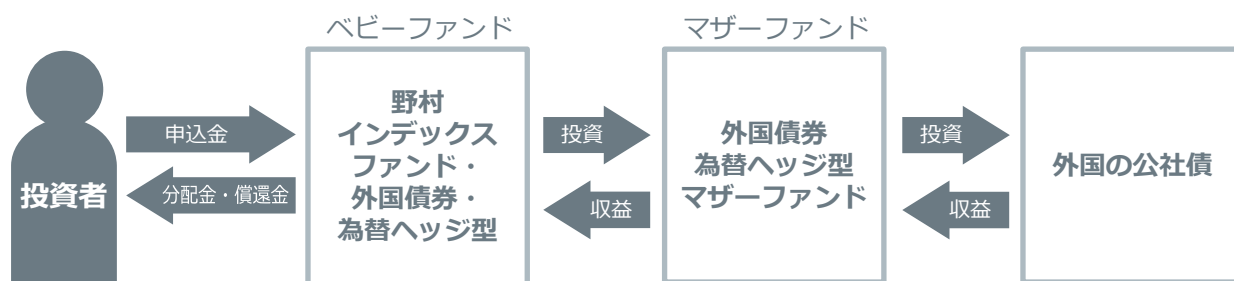 ベビーファンド
マザーファンド
投資者
申込金
分配金・償還金
野村
インデックス
ファンド・
外国債券・
為替ヘッジ型
投資
収益
外国債券
為替ヘッジ型
マザーファンド
投資
収益
外国の公社債